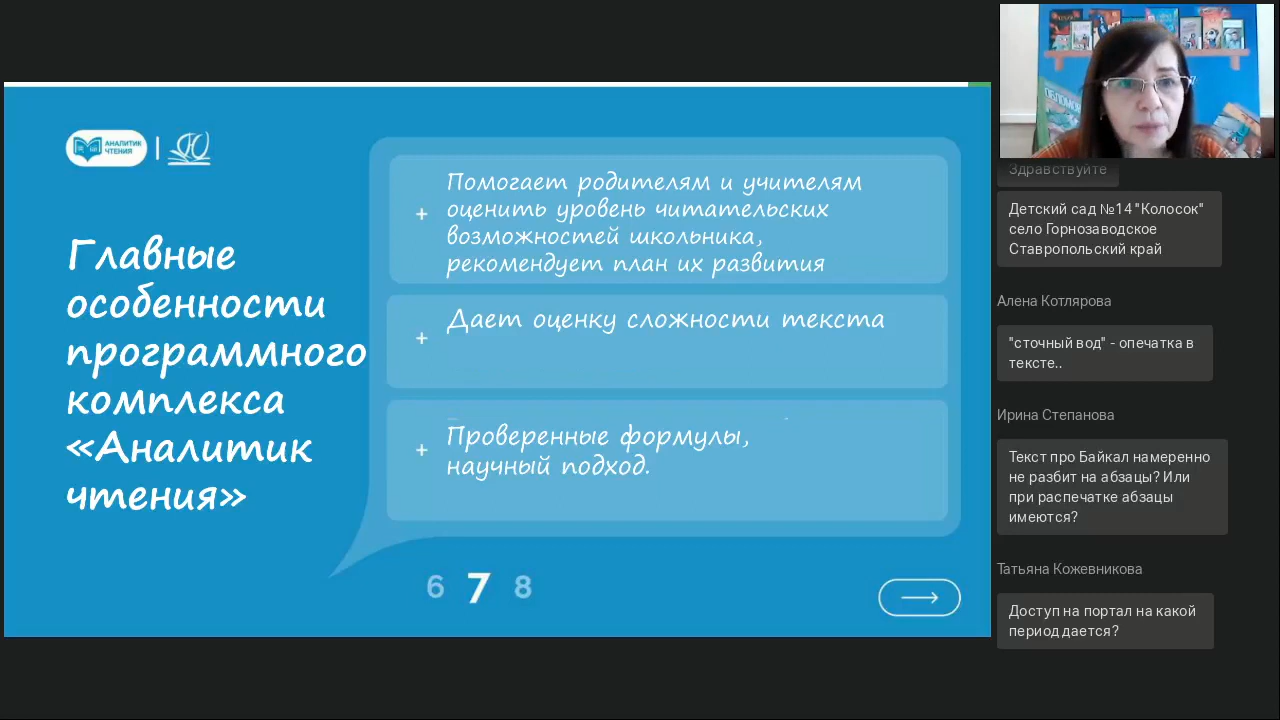 АНАЛИТИК
ЧТЕНИЯ
Главные
особенности
программного
комплекса
«Аналитик
чтения»
+ Помогает родителям и учителям
оценить уровень читательских
возможностей школьника,
рекомендует план их развития
+ Дает оценку сложности текста
+ Проверенные формулы,
научный подход.
6 7 8
ОБЛОМОВ
Здравствуйте
Детский сад №14 "Колосок"
село Горнозаводское
Ставропольский край
Алена Котлярова
"сточный вод" - опечатка в
тексте..
Ирина Степанова
Текст про Байкал намеренно
не разбит на абзацы? Или
при распечатке абзацы
имеются?
Татьяна Кожевникова
Доступ на портал на какой
период дается?